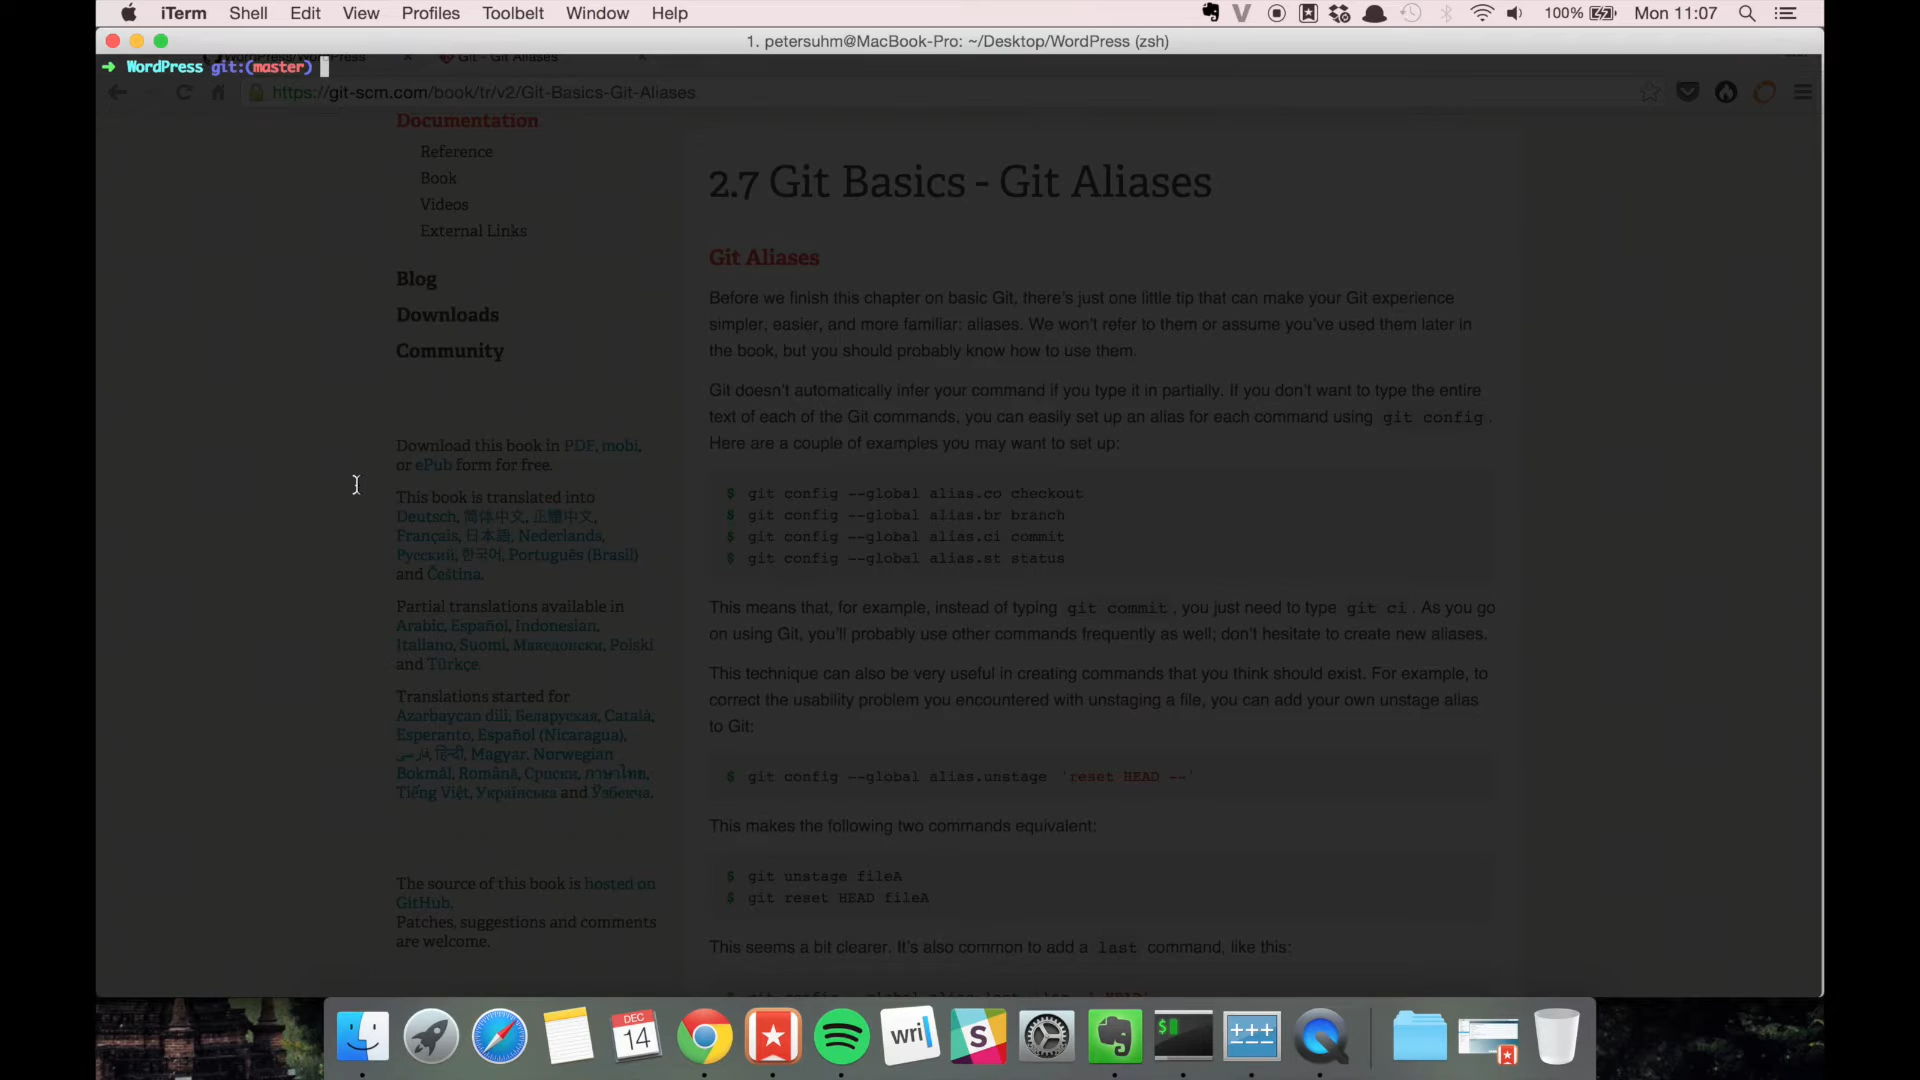 iTerm Shell Edit View Profiles Toolbelt Window Help 100% Mon 11:07
1. petersuhm@MacBook-Pro: ~/Desktop/WordPress (zsh)
➜ WordPress git:(master)
Git - Git Aliases
https://git-scm.com/book/tr/v2/Git-Basics-Git-Aliases
Documentation
Reference
Book
Videos
External Links
Blog
Downloads
Community
Download this book in PDF, mobi,
or ePub form for free.
This book is translated into
Deutsch, 简体中文, 正體中文,
Français, 日本語, Nederlands,
Русский, 한국어, Português (Brasil)
and Čeština.
Partial translations available in
Arabic, Español, Indonesian,
Italiano, Suomi, Македонски, Polski
and Türkçe.
Translations started for
Azərbaycan dili, Беларуская, Català,
Esperanto, Español (Nicaragua),
فارسی, हिन्दी, Magyar, Norwegian
Bokmål, Română, Српски, ภาษาไทย,
Tiếng Việt, Українська and Ўзбекча.
The source of this book is hosted on
GitHub.
Patches, suggestions and comments
are welcome.
2.7 Git Basics - Git Aliases
Git Aliases
Before we finish this chapter on basic Git, there's just one little tip that can make your Git experience
simpler, easier, and more familiar: aliases. We won't refer to them or assume you've used them later in
the book, but you should probably know how to use them.
Git doesn't automatically infer your command if you type it in partially. If you don't want to type the entire
text of each of the Git commands, you can easily set up an alias for each command using git config.
Here are a couple of examples you may want to set up:
$ git config --global alias.co checkout
$ git config --global alias.br branch
$ git config --global alias.ci commit
$ git config --global alias.st status
This means that, for example, instead of typing git commit, you just need to type git ci. As you go
on using Git, you'll probably use other commands frequently as well; don't hesitate to create new aliases.
This technique can also be very useful in creating commands that you think should exist. For example, to
correct the usability problem you encountered with unstaging a file, you can add your own unstage alias
to Git:
$ git config --global alias.unstage 'reset HEAD --'
This makes the following two commands equivalent:
$ git unstage fileA
$ git reset HEAD fileA
This seems a bit clearer. It's also common to add a last command, like this:
DEC
14
wri
$